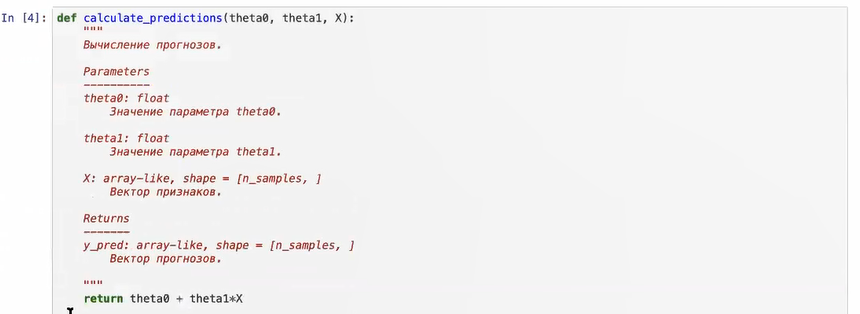 In [4]: def calculate_predictions(theta0, theta1, X):
"""
Вычисление прогнозов.
Parameters
----------
theta0: float
Значение параметра theta0.
theta1: float
Значение параметра theta1.
X: array-like, shape = [n_samples, ]
Вектор признаков.
Returns
-------
y_pred: array-like, shape = [n_samples, ]
Вектор прогнозов.
"""
return theta0 + theta1*X